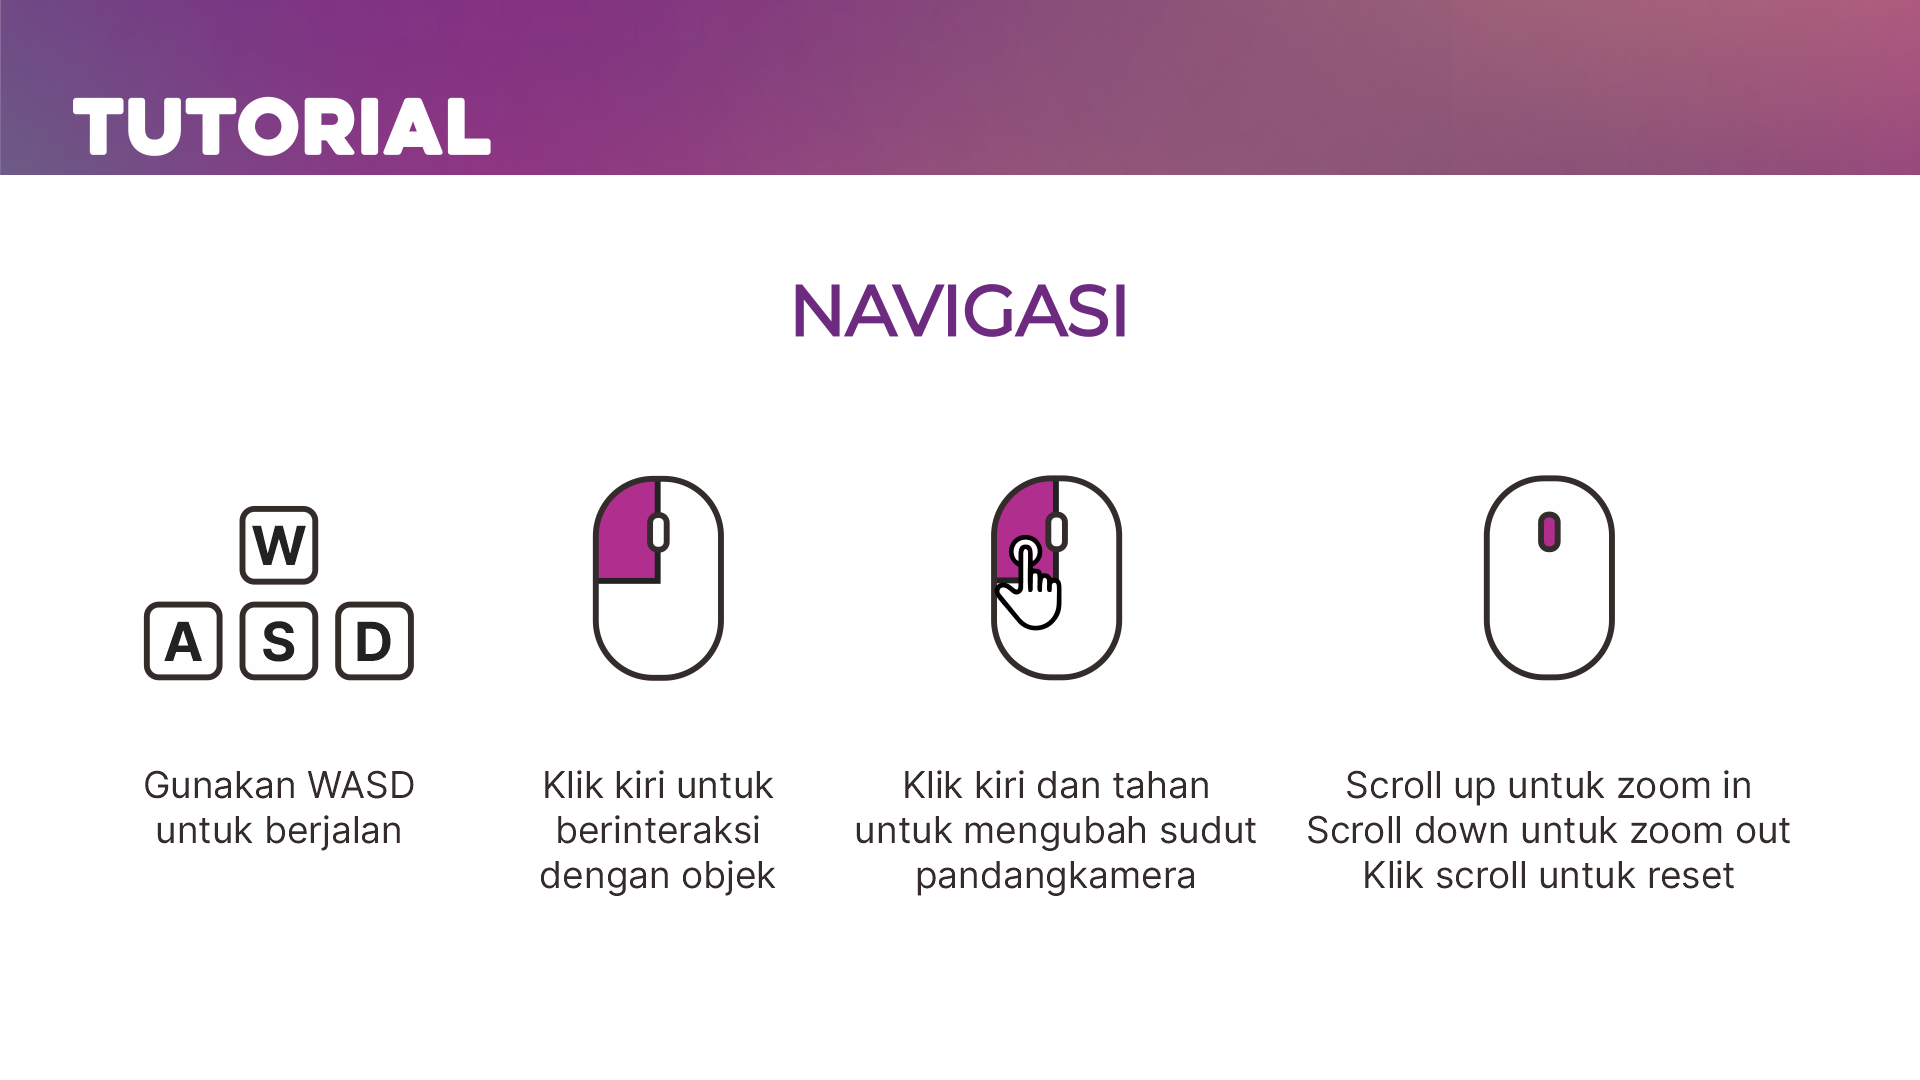 TUTORIAL
NAVIGASI
W
A S D
Gunakan WASD
untuk berjalan
Klik kiri untuk
berinteraksi
dengan objek
Klik kiri dan tahan
untuk mengubah sudut
pandangkamera
Scroll up untuk zoom in
Scroll down untuk zoom out
Klik scroll untuk reset